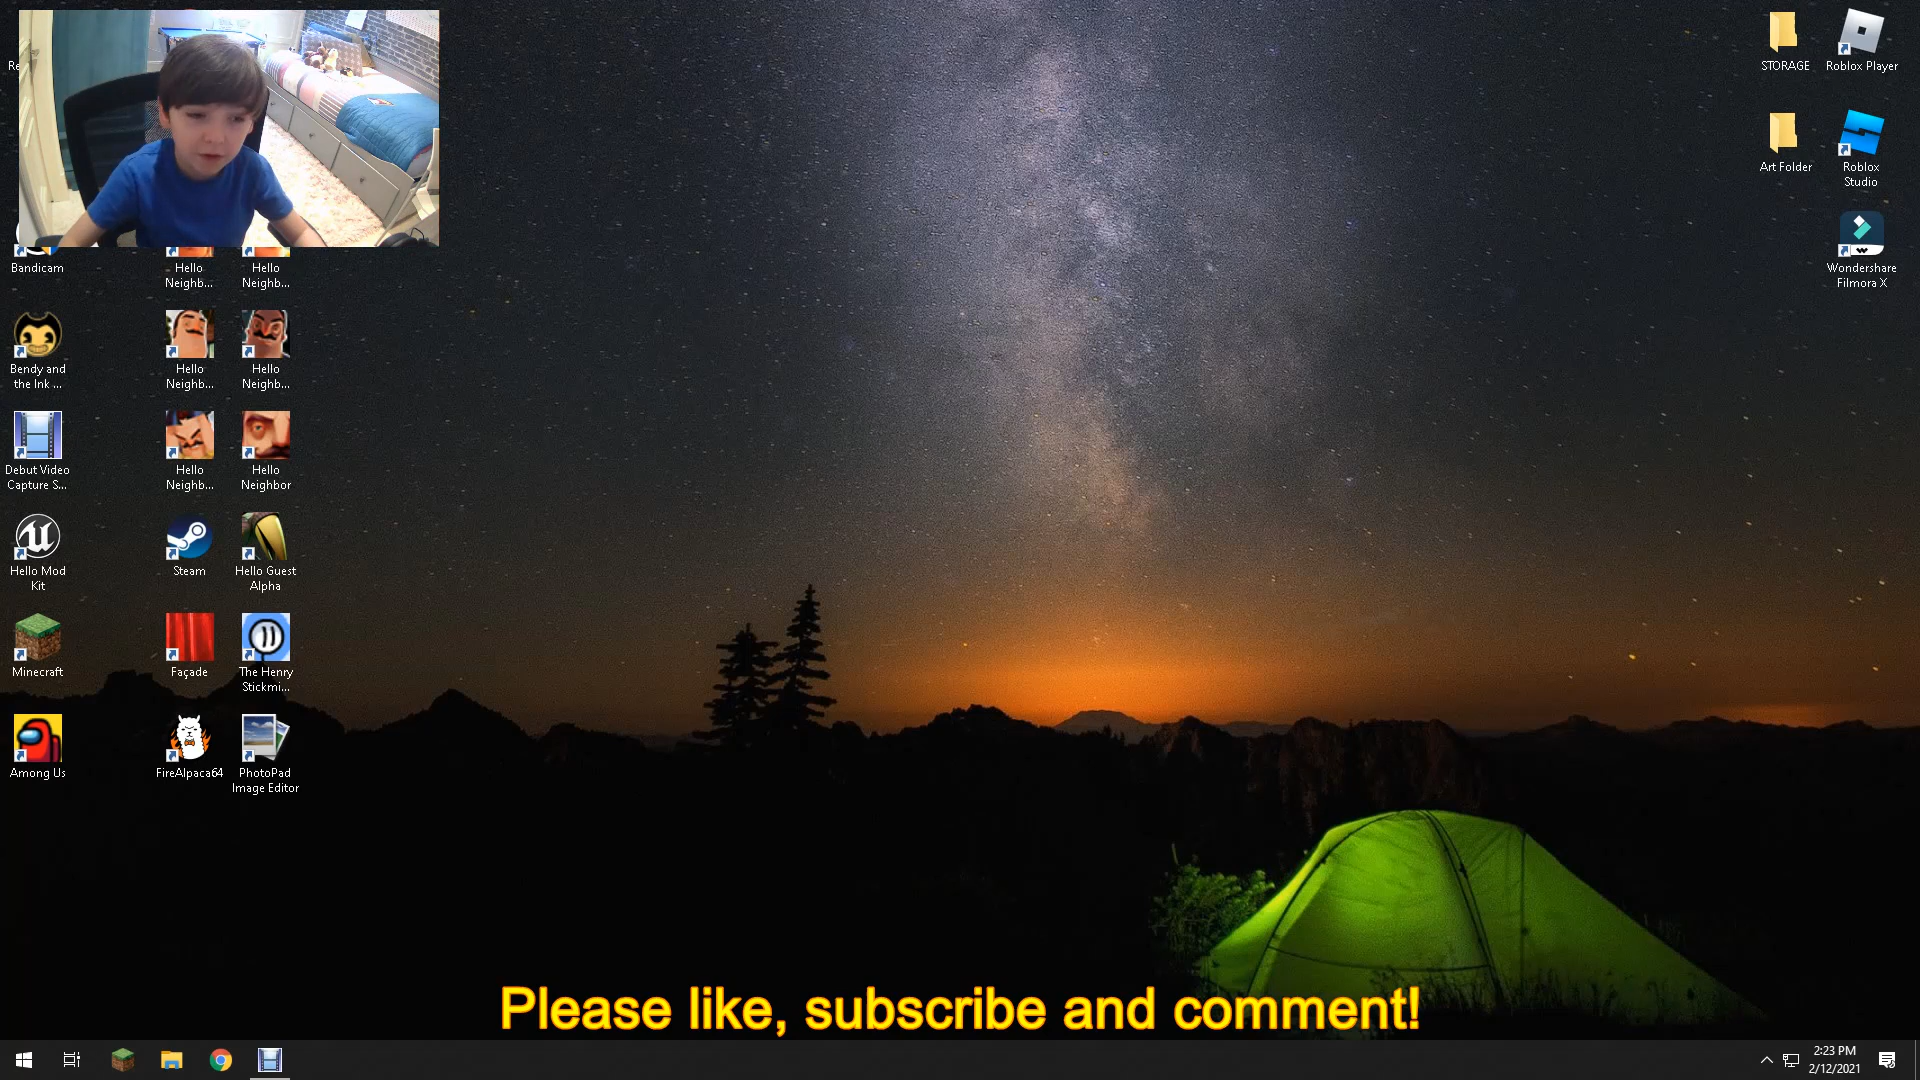 Re
Bandicam
Hello
Neighb...
Hello
Neighb...
Bendy and
the Ink ...
Hello
Neighb...
Hello
Neighb...
Debut Video
Capture S...
Hello
Neighb...
Hello
Neighbor
Hello Mod
Kit
Steam
Hello Guest
Alpha
Minecraft
Façade
The Henry
Stickmi...
Among Us
FireAlpaca64
PhotoPad
Image Editor
STORAGE
Roblox Player
Art Folder
Roblox
Studio
Wondershare
Filmora X
Please like, subscribe and comment!
2:23 PM
2/12/2021